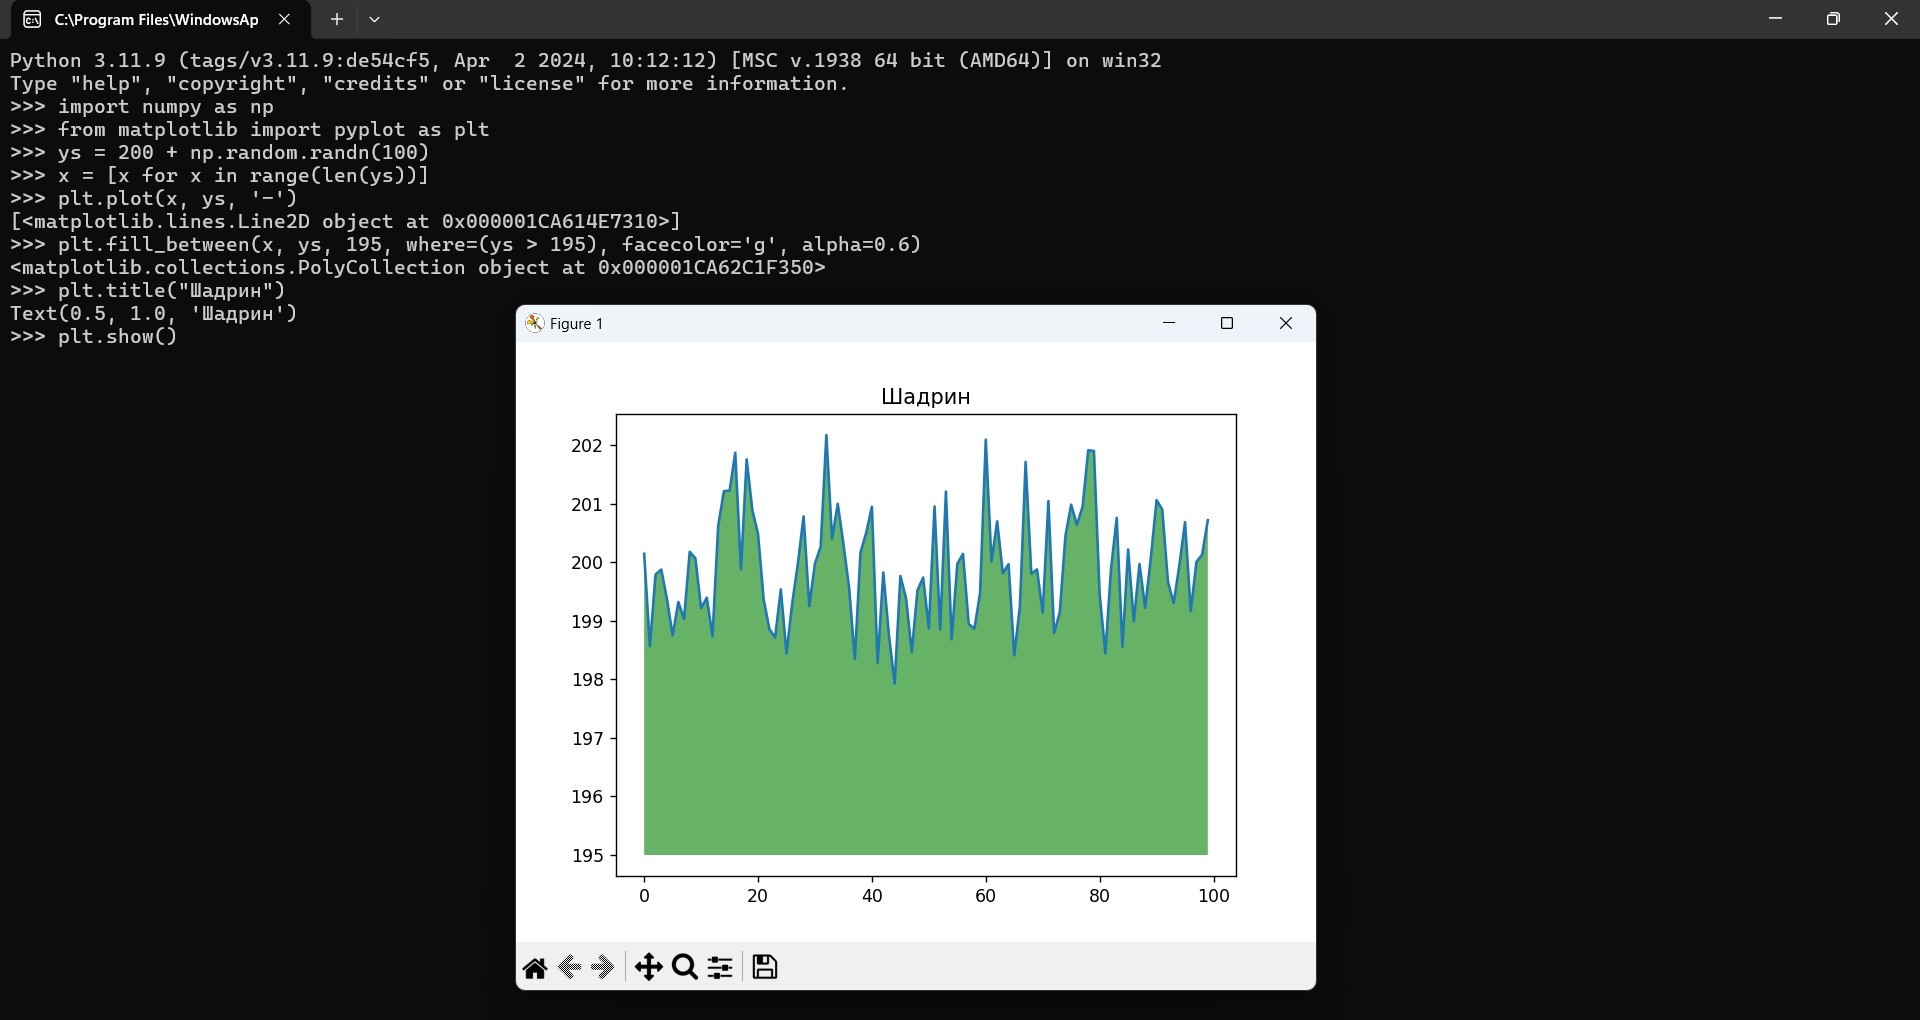 C:\Program Files\WindowsAp
Python 3.11.9 (tags/v3.11.9:de54cf5, Apr  2 2024, 10:12:12) [MSC v.1938 64 bit (AMD64)] on win32
Type "help", "copyright", "credits" or "license" for more information.
>>> import numpy as np
>>> from matplotlib import pyplot as plt
>>> ys = 200 + np.random.randn(100)
>>> x = [x for x in range(len(ys))]
>>> plt.plot(x, ys, '-')
[<matplotlib.lines.Line2D object at 0x000001CA614E7310>]
>>> plt.fill_between(x, ys, 195, where=(ys > 195), facecolor='g', alpha=0.6)
<matplotlib.collections.PolyCollection object at 0x000001CA62C1F350>
>>> plt.title("Шадрин")
Text(0.5, 1.0, 'Шадрин')
>>> plt.show()
Figure 1
Шадрин
202
201
200
199
198
197
196
195
0 20 40 60 80 100